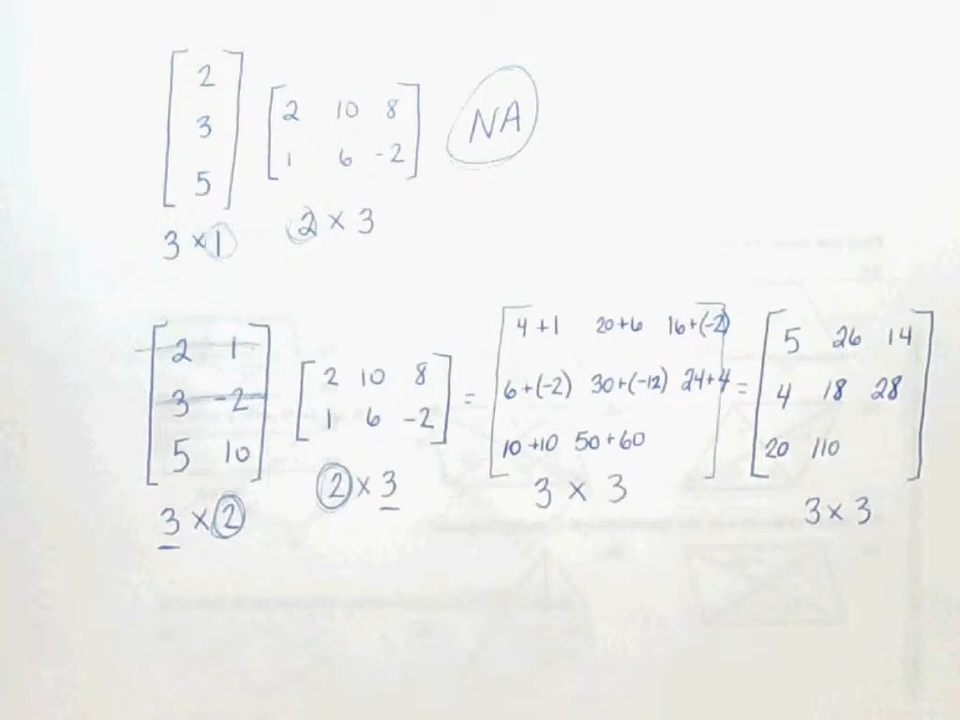 2
3
5
2 10 8
1 6 -2
NA
3 × 1
2 × 3
2 1
3 -2
5 10
2 10 8
1 6 -2
=
4 + 1 20+6 16+(-2)
6+(-2) 30+(-12) 24+4
10+10 50+60
=
5 26 14
4 18 28
20 110
3 × 2
2 × 3
3 × 3
3 × 3